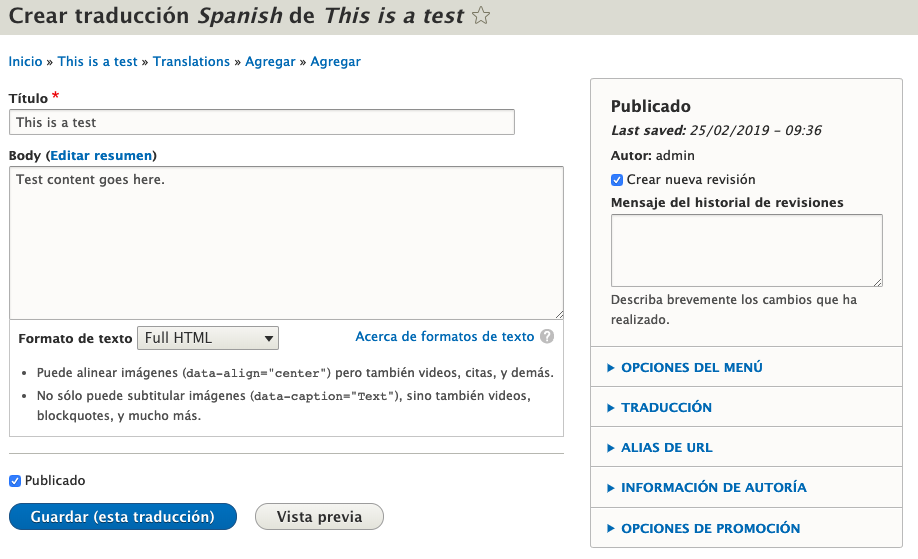 Crear traducción Spanish de This is a test
Inicio » This is a test » Translations » Agregar » Agregar
Título *
This is a test
Body (Editar resumen)
Test content goes here.
Formato de texto Full HTML Acerca de formatos de texto ?
• Puede alinear imágenes (data-align="center") pero también videos, citas, y demás.
• No sólo puede subtitular imágenes (data-caption="Text"), sino también videos,
blockquotes, y mucho más.
Publicado
Guardar (esta traducción) Vista previa
Publicado
Last saved: 25/02/2019 - 09:36
Autor: admin
Crear nueva revisión
Mensaje del historial de revisiones
Describa brevemente los cambios que ha
realizado.
OPCIONES DEL MENÚ
TRADUCCIÓN
ALIAS DE URL
INFORMACIÓN DE AUTORÍA
OPCIONES DE PROMOCIÓN